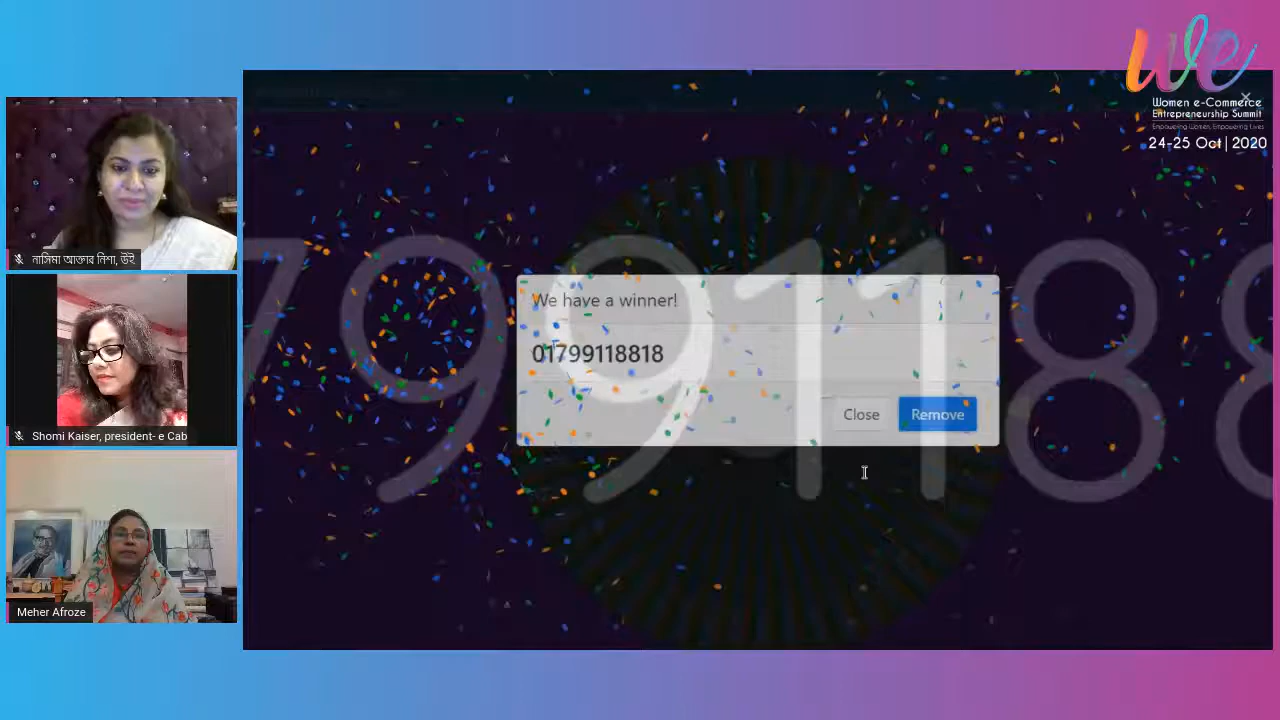 We
Women e-Commerce
Entrepreneurship Summit
Empowering Women, Empowering Lives
24-25 Oct | 2020
নাসিমা আক্তার নিশা, উই
Shomi Kaiser, president- e Cab
Meher Afroze
7991188
We have a winner!
01799118818
Close
Remove